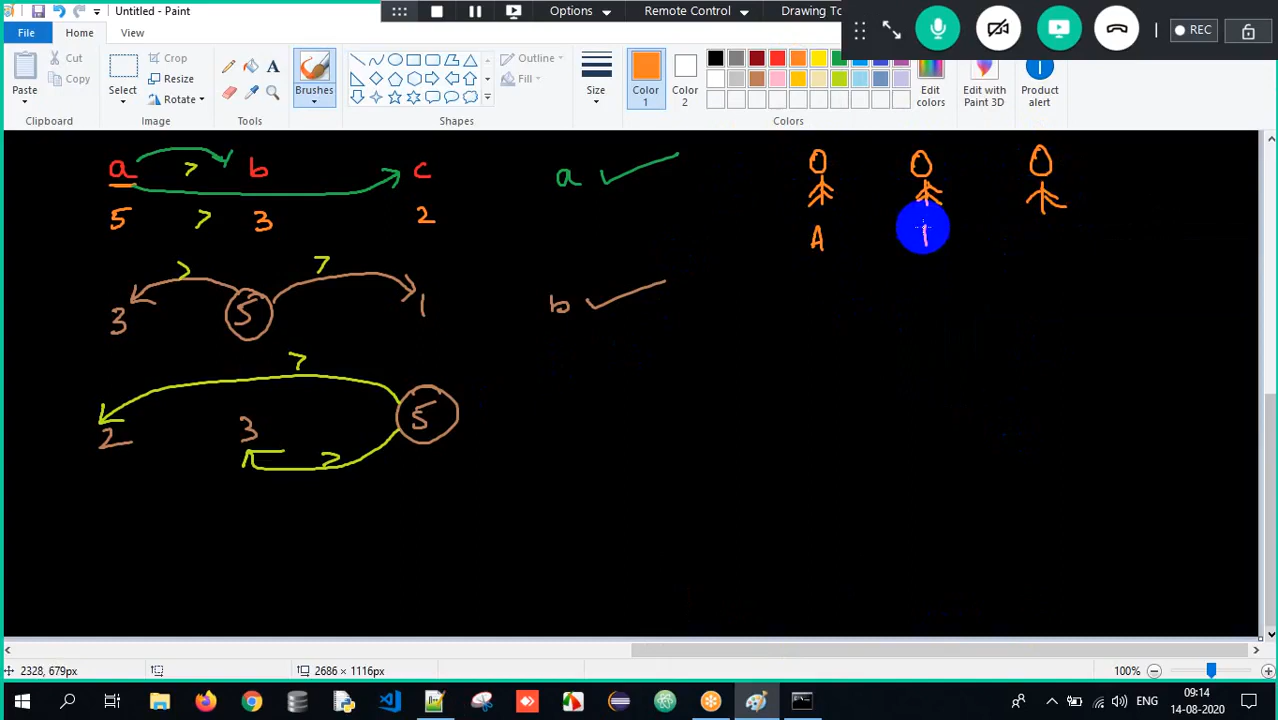 Untitled - Paint
Options
Remote Control
Drawing To
REC
File
Home
View
Paste
Cut
Copy
Clipboard
Select
Crop
Resize
Rotate
Image
Tools
Brushes
Shapes
Outline
Fill
Size
Color 1
Color 2
Edit colors
Edit with Paint 3D
Product alert
Colors
a > b c
5 > 3 2
a
A
> >
3 5 1
b
>
2 3 5
>
2328, 679px
2686 × 1116px
100%
ENG
09:14
14-08-2020